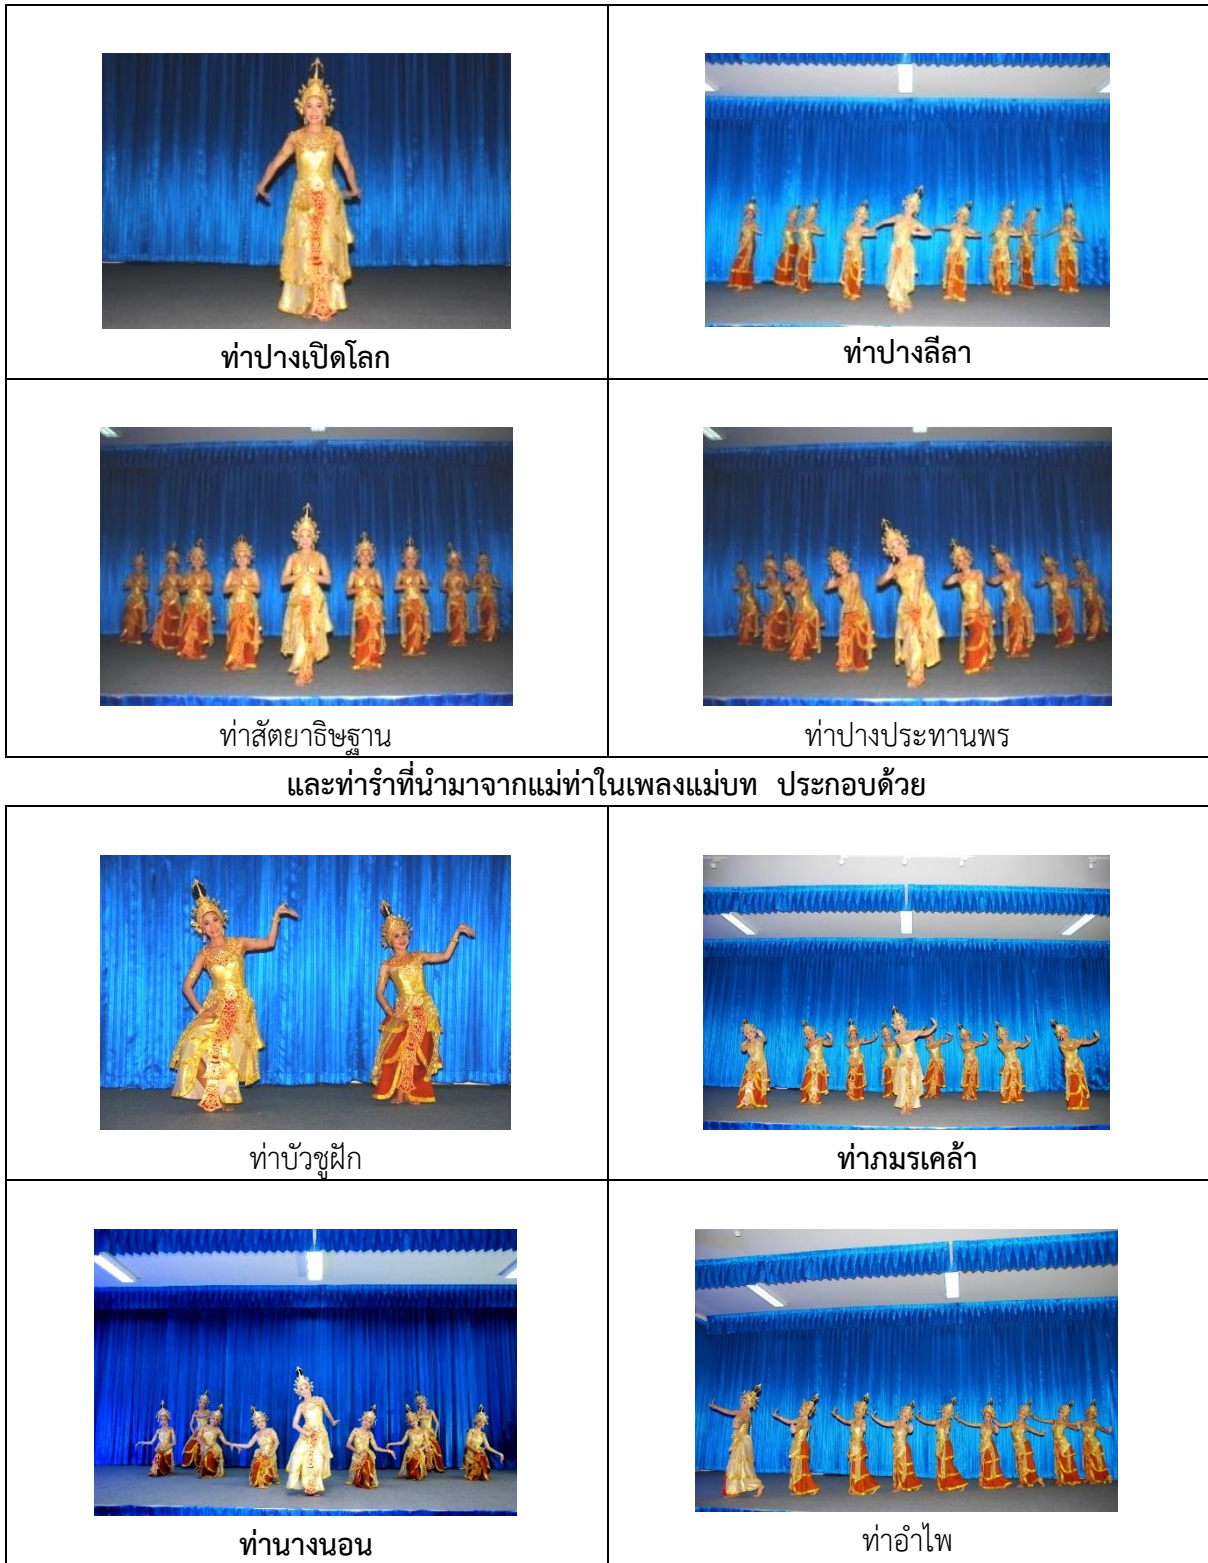 ท่าปางเปิดโลก
ท่าปางลีลา
ท่าสัตยาธิษฐาน
ท่าปางประทานพร
และท่ารำที่นำมาจากแม่ท่าในเพลงแม่บท ประกอบด้วย
ท่าบัวชูฝัก
ท่าภมรเคล้า
ท่านางนอน
ท่าอำไพ